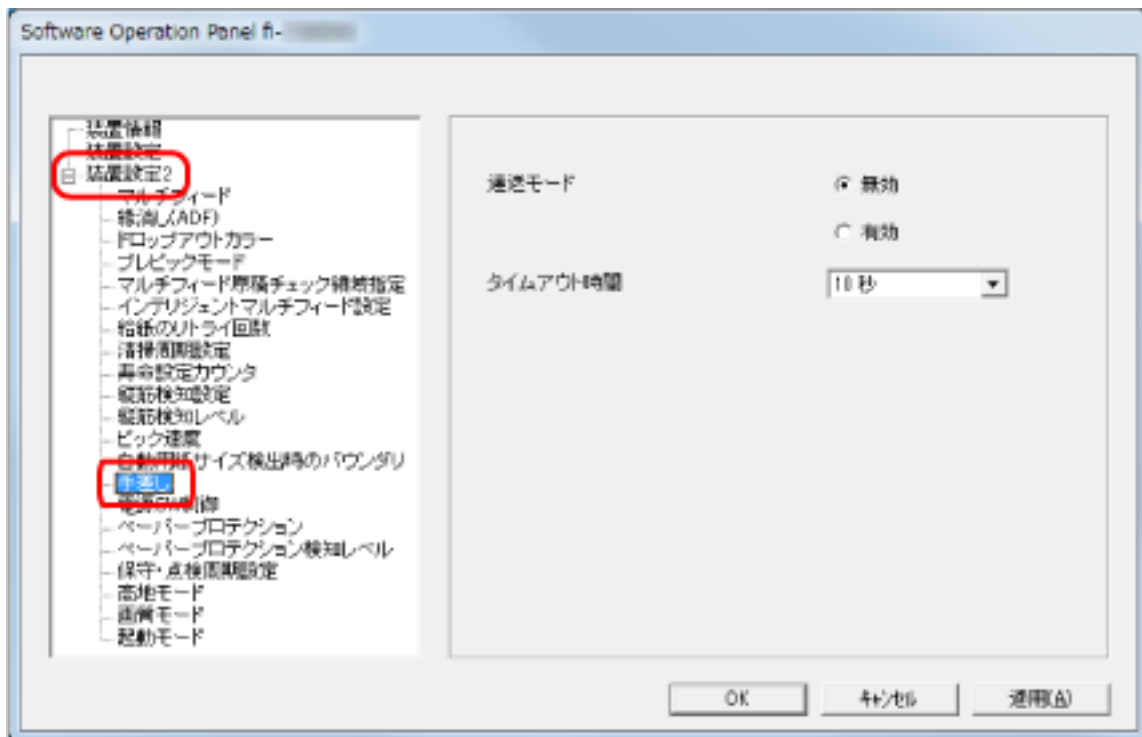 Software Operation Panel fi-
装置情報
装置設定
装置設定2
マルチフィード
縁消し(ADF)
ドロップアウトカラー
プレピックモード
マルチフィード原稿チェック領域指定
インテリジェントマルチフィード設定
給紙のリトライ回数
清掃周期設定
寿命設定カウンタ
縦筋検知設定
縦筋検知レベル
ピック速度
自動用紙サイズ検出時のバウンダリ
手差し
電源SW制御
ペーパープロテクション
ペーパープロテクション検知レベル
保守・点検周期設定
高地モード
画質モード
起動モード
連送モード
無効
有効
タイムアウト時間
10 秒
OK
キャンセル
適用(A)